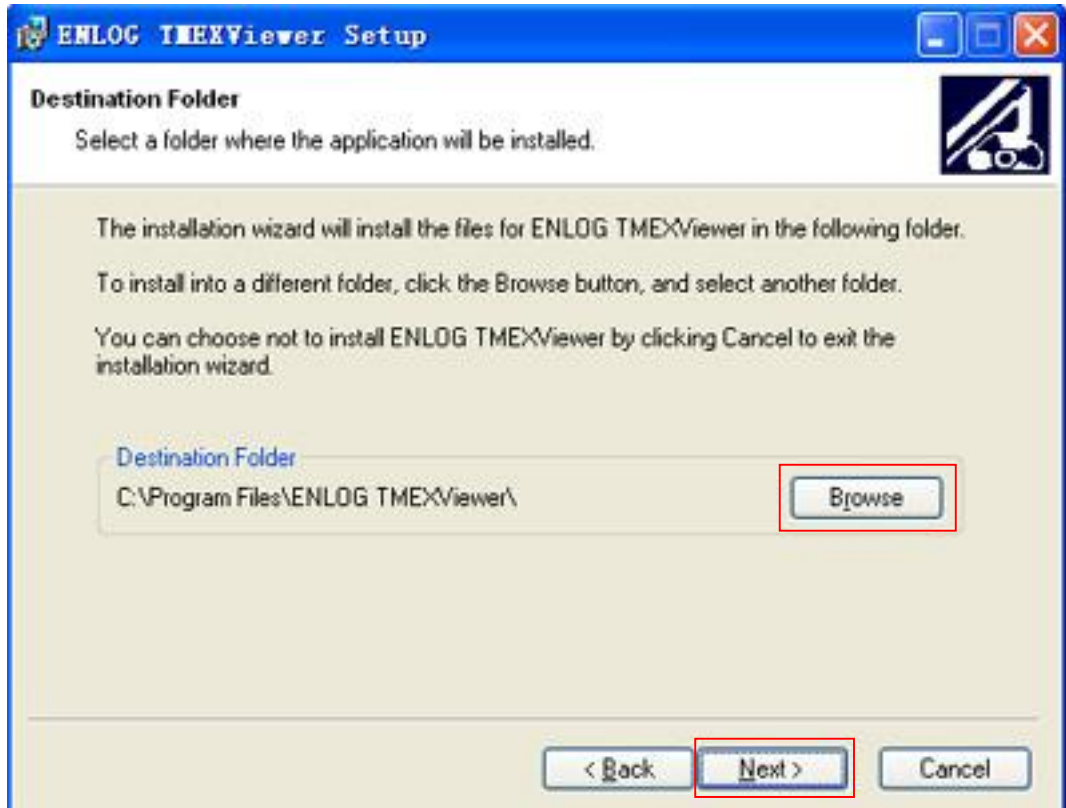 ENLOG TMEXViewer Setup
Destination Folder
Select a folder where the application will be installed.
The installation wizard will install the files for ENLOG TMEXViewer in the following folder.
To install into a different folder, click the Browse button, and select another folder.
You can choose not to install ENLOG TMEXViewer by clicking Cancel to exit the
installation wizard.
Destination Folder
C:\Program Files\ENLOG TMEXViewer\
Browse
< Back
Next >
Cancel